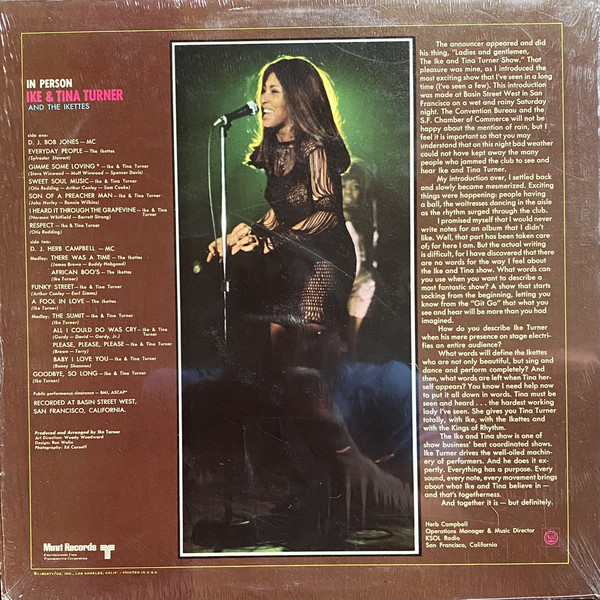 IN PERSON
IKE & TINA TURNER
AND THE IKETTES
side one:
D. J. BOB JONES — MC
EVERYDAY PEOPLE — The Ikettes
(Sylvester Stewart)
GIMME SOME LOVING* — Ike & Tina Turner
(Steve Winwood — Muff Winwood — Spencer Davis)
SWEET SOUL MUSIC — Ike & Tina Turner
(Otis Redding — Arthur Conley — Sam Cooke)
SON OF A PREACHER MAN — Ike & Tina Turner
(John Hurley — Ronnie Wilkins)
I HEARD IT THROUGH THE GRAPEVINE — Ike & Tina Turner
(Norman Whitfield — Barrett Strong)
RESPECT — Ike & Tina Turner
(Otis Redding)
side two:
D. J. HERB CAMPBELL — MC
Medley: THERE WAS A TIME — The Ikettes
(James Brown — Buddy Hobgood)
AFRICAN BOO'S — The Ikettes
(Ike Turner)
FUNKY STREET — Ike & Tina Turner
(Arthur Conley — Earl Simms)
A FOOL IN LOVE — The Ikettes
(Ike Turner)
Medley: THE SUMIT — Ike & Tina Turner
(Ike Turner)
ALL I COULD DO WAS CRY — Ike & Tina Turner
(Gordy — David — Gordy, Jr.)
PLEASE, PLEASE, PLEASE — Ike & Tina Turner
(Brown — Terry)
BABY I LOVE YOU — Ike & Tina Turner
(Ronny Shannon)
GOODBYE, SO LONG — Ike & Tina Turner
(Ike Turner)
Public performance clearance — BMI, ASCAP*
RECORDED AT BASIN STREET WEST,
SAN FRANCISCO, CALIFORNIA.
Produced and Arranged by Ike Turner
Art Direction: Woody Woodward
Design: Ron Wolin
Photography: Ed Caraeff
Minit Records
Entertainment from
Transamerica Corporation
© LIBERTY/UA, INC., LOS ANGELES, CALIF. • PRINTED IN U.S.A.
The announcer appeared and did
his thing, "Ladies and gentlemen,
The Ike and Tina Turner Show." That
pleasure was mine, as I introduced the
most exciting show that I've seen in a long
time (I've seen a few). This introduction
was made at Basin Street West in San
Francisco on a wet and rainy Saturday
night. The Convention Bureau and the
S.F. Chamber of Commerce will not be
happy about the mention of rain, but I
feel it is important so that you may
understand that on this night bad weather
could not have kept away the many
people who jammed the club to see and
hear Ike and Tina Turner,
My introduction over, I settled back
and slowly became mesmerized. Exciting
things were happening: people having
a ball, the waitresses dancing in the aisle
as the rhythm surged through the club.
I promised myself that I would never
write notes for an album that I didn't
like. Well, that part has been taken care
of; for here I am. But the actual writing
is difficult, for I have discovered that there
are no words for the way I feel about
the Ike and Tina show. What words can
you use when you want to describe a
most fantastic show? A show that starts
socking from the beginning, letting you
know from the "Git Go" that what you
see and hear will be more than you had
imagined.
How do you describe Ike Turner
when his mere presence on stage electri-
fies an entire audience?
What words will define the Ikettes
who are not only beautiful, but sing and
dance and perform completely? And
then, what words are left when Tina her-
self appears? You know I need help now
to put it all down in words. Tina must be
seen and heard . . . the hardest working
lady I've seen. She gives you Tina Turner
totally, with Ike, with the Ikettes and
with the Kings of Rhythm.
The Ike and Tina show is one of
show business' best coordinated shows.
Ike Turner drives the well-oiled machin-
ery of performers. And he does it ex-
pertly. Everything has a purpose. Every
sound, every note, every movement brings
about what Ike and Tina believe in —
and that's togetherness.
And together it is — but definitely.
Herb Campbell
Operations Manager & Music Director
KSOL Radio
San Francisco, California